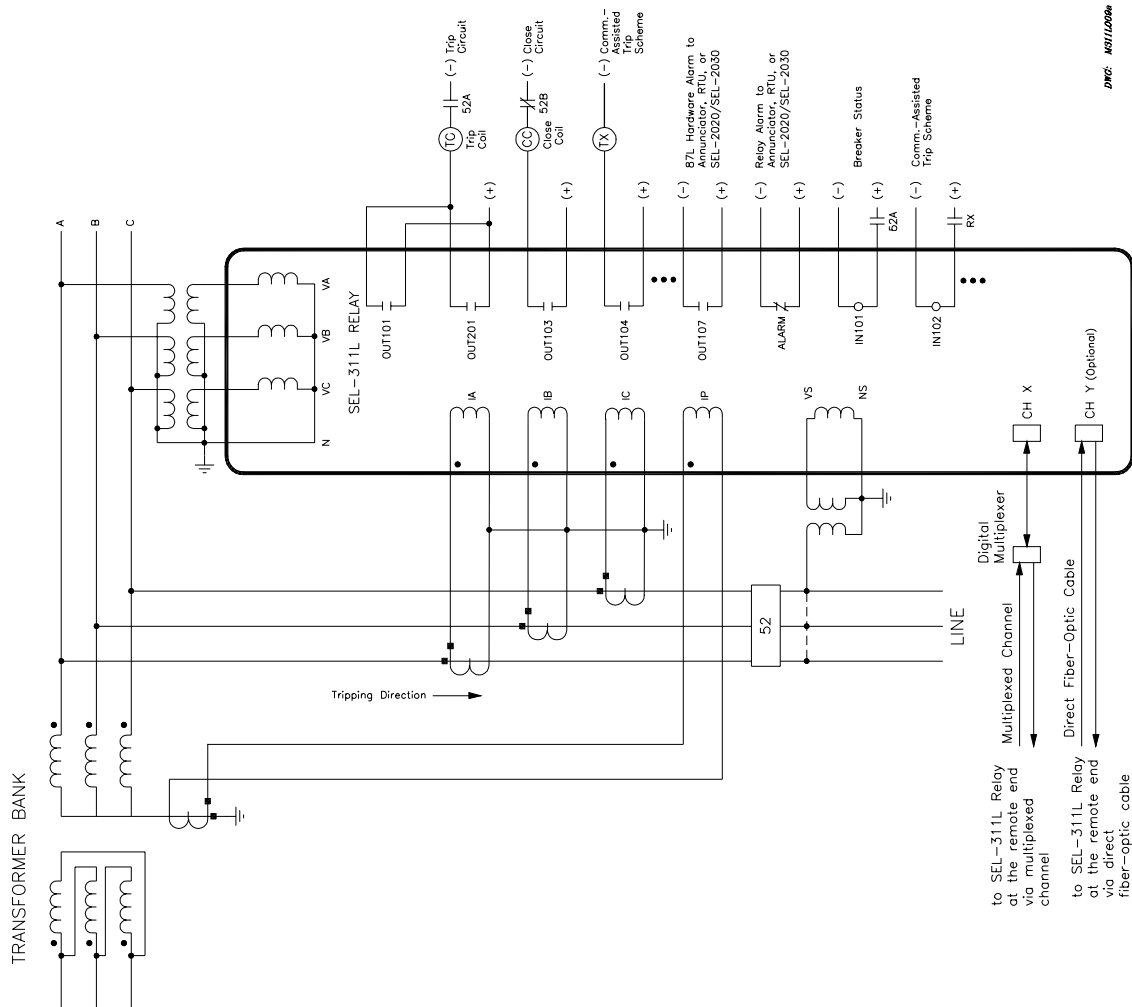 DWG: M311L009a
(-) Trip
Circuit
52A
TC
Trip
Coil
(+)
(-) Close
Circuit
52B
CC
Close
Coil
(+)
(-) Comm.-
Assisted
Trip
Scheme
TX
(+)
(-)
87L Hardware Alarm to
Annunciator, RTU, or
SEL-2020/SEL-2030
(+)
(-)
Relay Alarm to
Annunciator, RTU, or
SEL-2020/SEL-2030
(+)
(-)
Breaker Status
(+)
52A
(-)
Comm.-Assisted
Trip Scheme
(+)
RX
A
B
C
VA
VB
VC
N
SEL-311L RELAY
OUT101
OUT201
OUT103
OUT104
OUT107
ALARM
IN101
IN102
IA
IB
IC
IP
VS
NS
CH X
CH Y (Optional)
Digital
Multiplexer
52
LINE
Tripping Direction
Multiplexed Channel
Direct Fiber-Optic Cable
to SEL-311L Relay
at the remote end
via multiplexed
channel
to SEL-311L Relay
at the remote end
via direct
fiber-optic cable
TRANSFORMER BANK